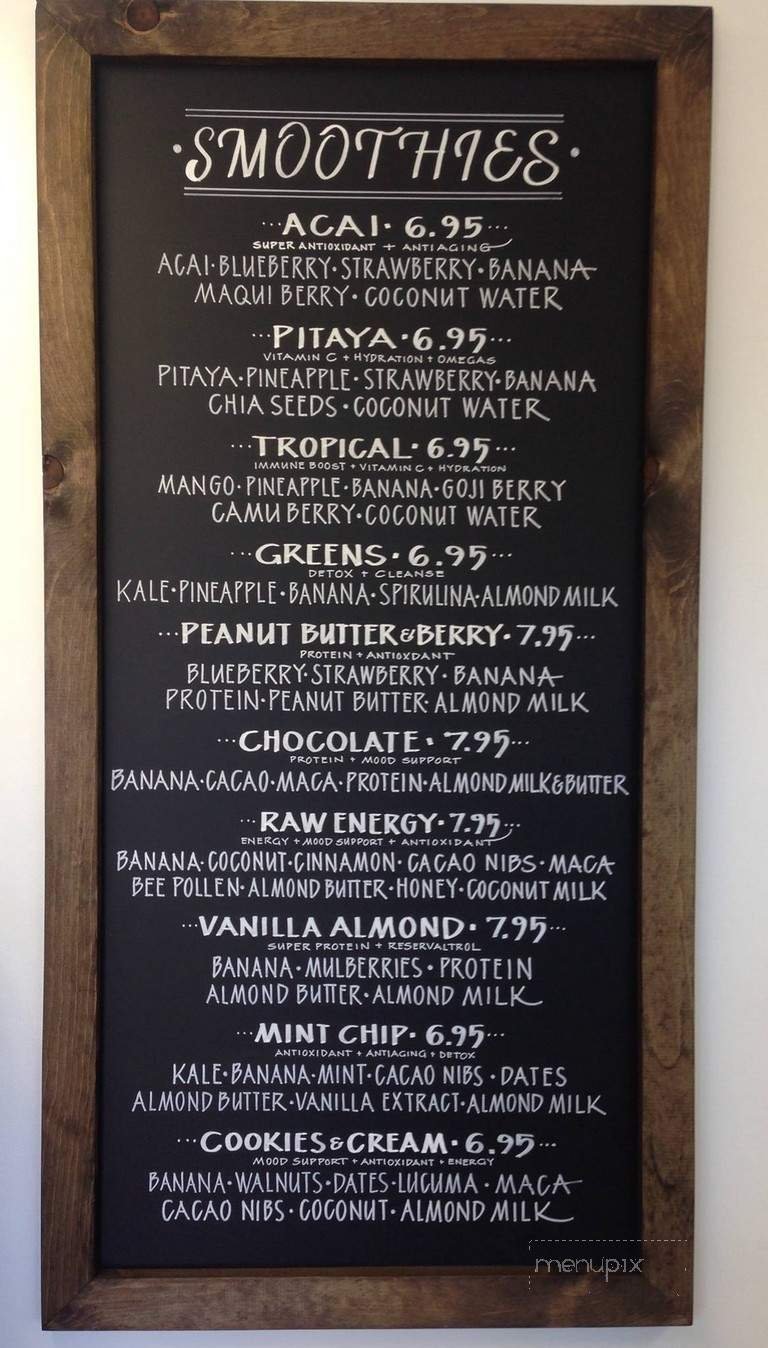 ·SMOOTHIES·
···ACAI· 6.95···
SUPER ANTIOXIDANT + ANTIAGING
ACAI·BLUEBERRY·STRAWBERRY·BANANA
MAQUI BERRY·COCONUT WATER
···PITAYA·6.95···
VITAMIN C + HYDRATION + OMEGAS
PITAYA·PINEAPPLE·STRAWBERRY·BANANA
CHIA SEEDS·COCONUT WATER
···TROPICAL·6.95···
IMMUNE BOOST + VITAMIN C + HYDRATION
MANGO·PINEAPPLE·BANANA·GOJI BERRY
CAMU BERRY·COCONUT WATER
···GREENS·6.95···
DETOX + CLEANSE
KALE·PINEAPPLE·BANANA·SPIRULINA·ALMOND MILK
···PEANUT BUTTER&BERRY·7.95···
PROTEIN + ANTIOXDANT
BLUEBERRY·STRAWBERRY·BANANA
PROTEIN·PEANUT BUTTER·ALMOND MILK
···CHOCOLATE·7.95···
PROTEIN + MOOD SUPPORT
BANANA·CACAO·MACA·PROTEIN·ALMOND MILK&BUTTER
···RAW ENERGY·7.95···
ENERGY + MOOD SUPPORT + ANTIOXIDANT
BANANA·COCONUT·CINNAMON·CACAO NIBS·MACA
BEE POLLEN·ALMOND BUTTER·HONEY·COCONUT MILK
···VANILLA ALMOND·7.95···
SUPER PROTEIN + RESERVALTROL
BANANA·MULBERRIES·PROTEIN
ALMOND BUTTER·ALMOND MILK
···MINT CHIP·6.95···
ANTIOXIDANT + ANTIAGING + DETOX
KALE·BANANA·MINT·CACAO NIBS·DATES
ALMOND BUTTER·VANILLA EXTRACT·ALMOND MILK
···COOKIES&CREAM·6.95···
MOOD SUPPORT + ANTIOXIDANT + ENERGY
BANANA·WALNUTS·DATES·LUCUMA·MACA
CACAO NIBS·COCONUT·ALMOND MILK
menupix